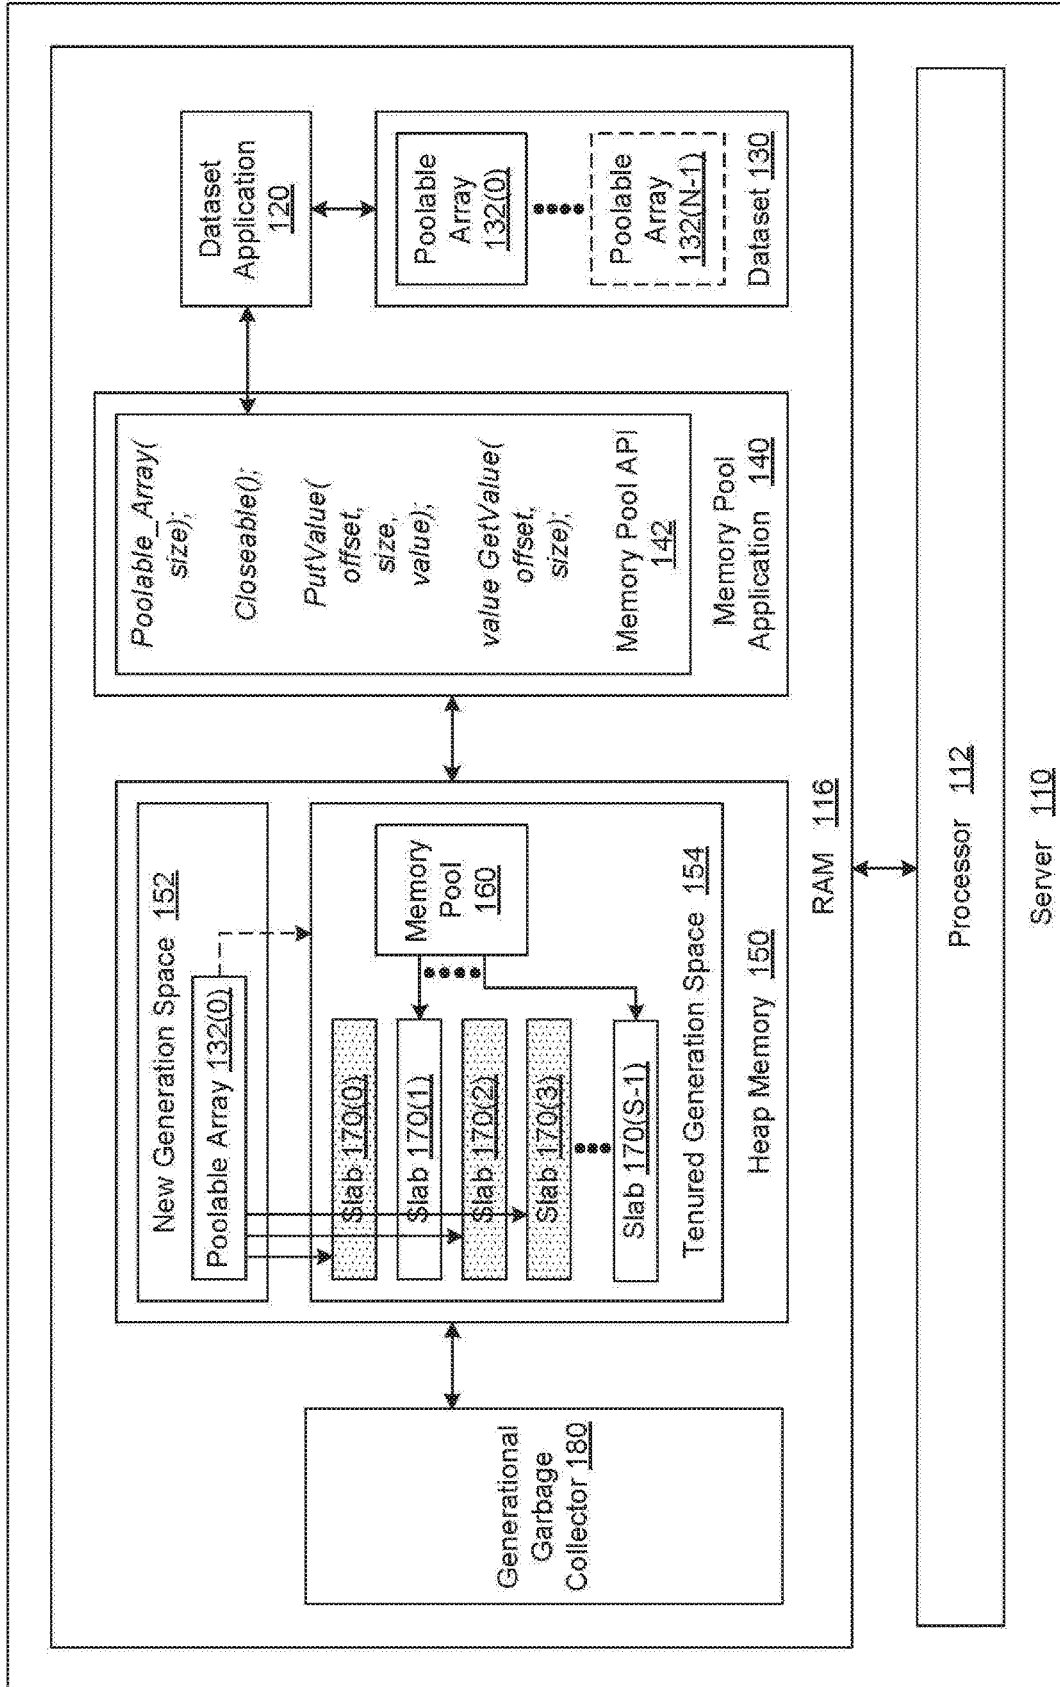 Generational
Garbage
Collector 180
New Generation Space 152
Poolable Array 132(0)
Slab 170(0)
Slab 170(1)
Slab 170(2)
Slab 170(3)
Slab 170(S-1)
Memory
Pool
160
Tenured Generation Space 154
Heap Memory 150
Poolable_Array(
size);
Closeable();
PutValue(
offset,
size,
value);
value GetValue(
offset,
size);
Memory Pool API
142
Memory Pool
Application 140
Dataset
Application
120
Poolable
Array
132(0)
Poolable
Array
132(N-1)
Dataset 130
RAM 116
Processor 112
Server 110